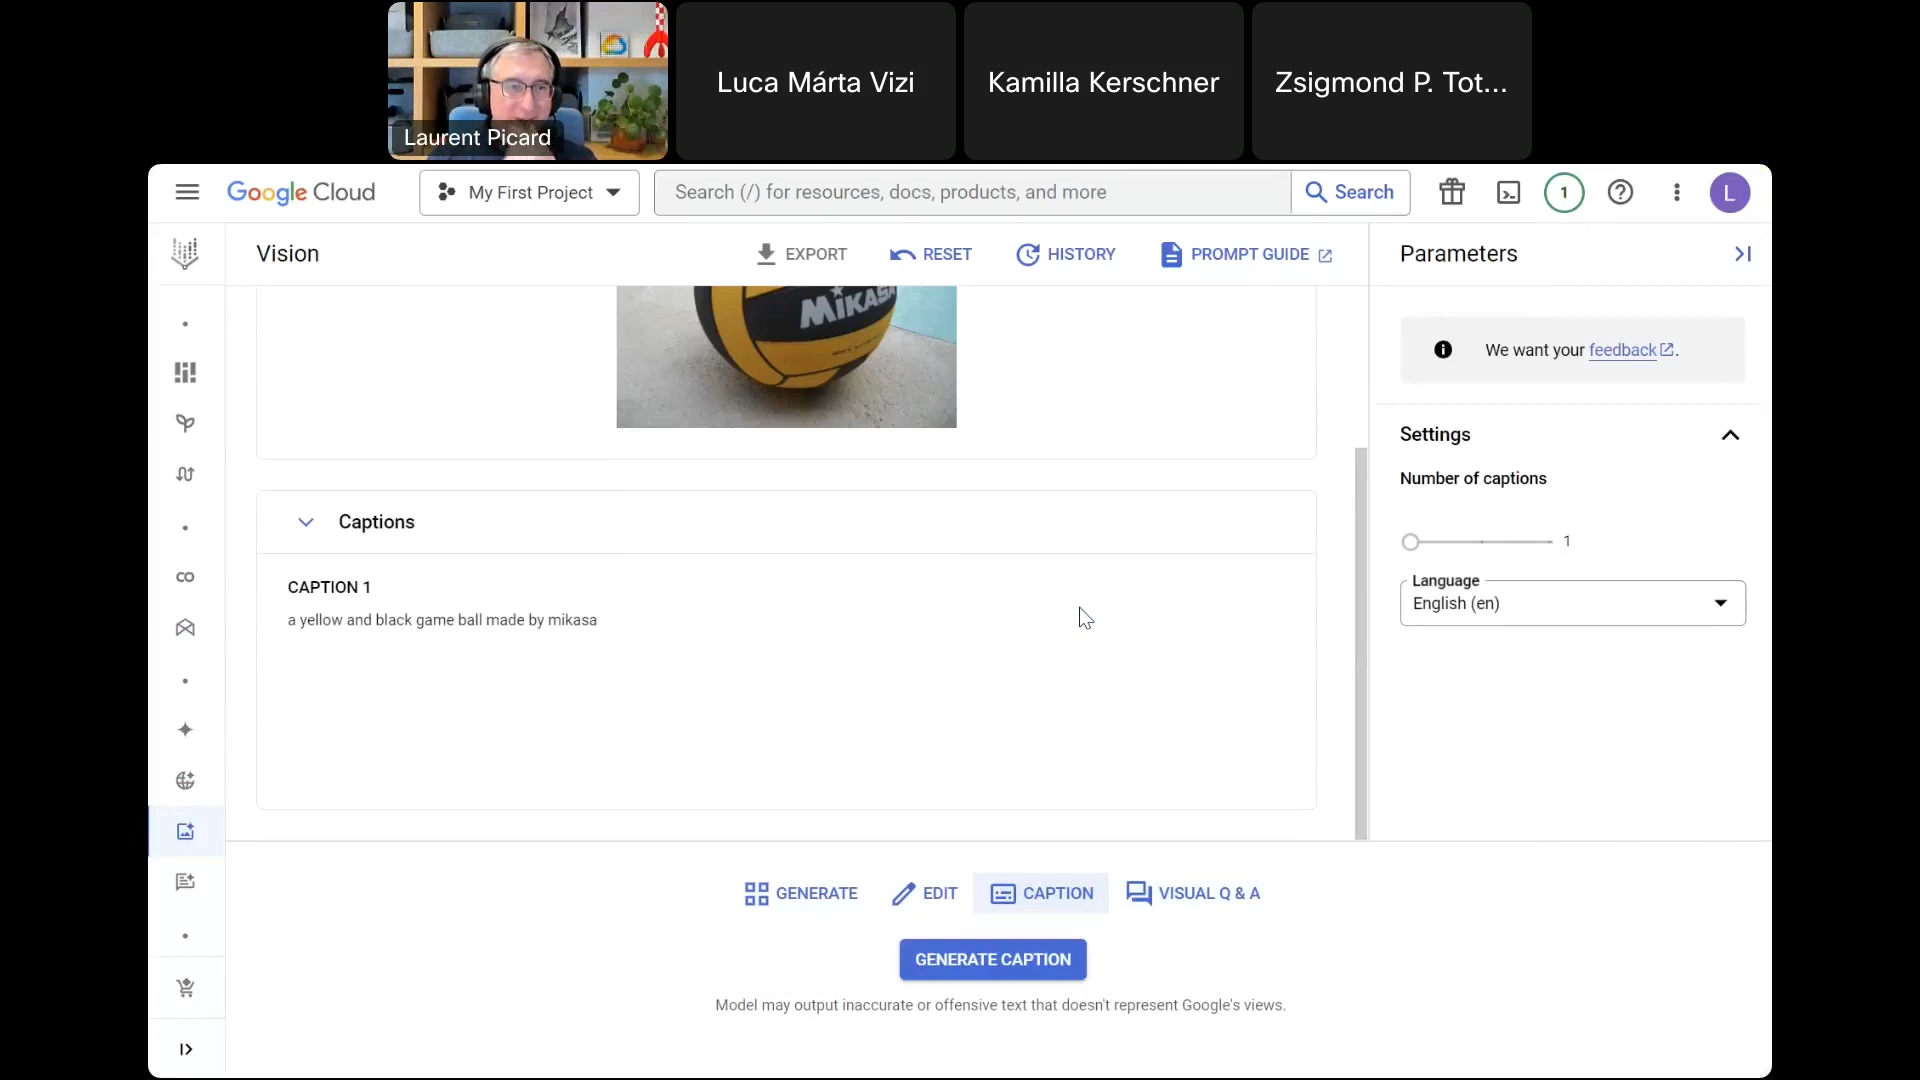 Laurent Picard
Luca Márta Vizi
Kamilla Kerschner
Zsigmond P. Tot...
Google Cloud
My First Project
Search (/) for resources, docs, products, and more
Search
1
L
Vision
EXPORT
RESET
HISTORY
PROMPT GUIDE
Parameters
MIKASA
We want your feedback.
Settings
Number of captions
1
Language
English (en)
Captions
CAPTION 1
a yellow and black game ball made by mikasa
GENERATE
EDIT
CAPTION
VISUAL Q & A
GENERATE CAPTION
Model may output inaccurate or offensive text that doesn't represent Google's views.